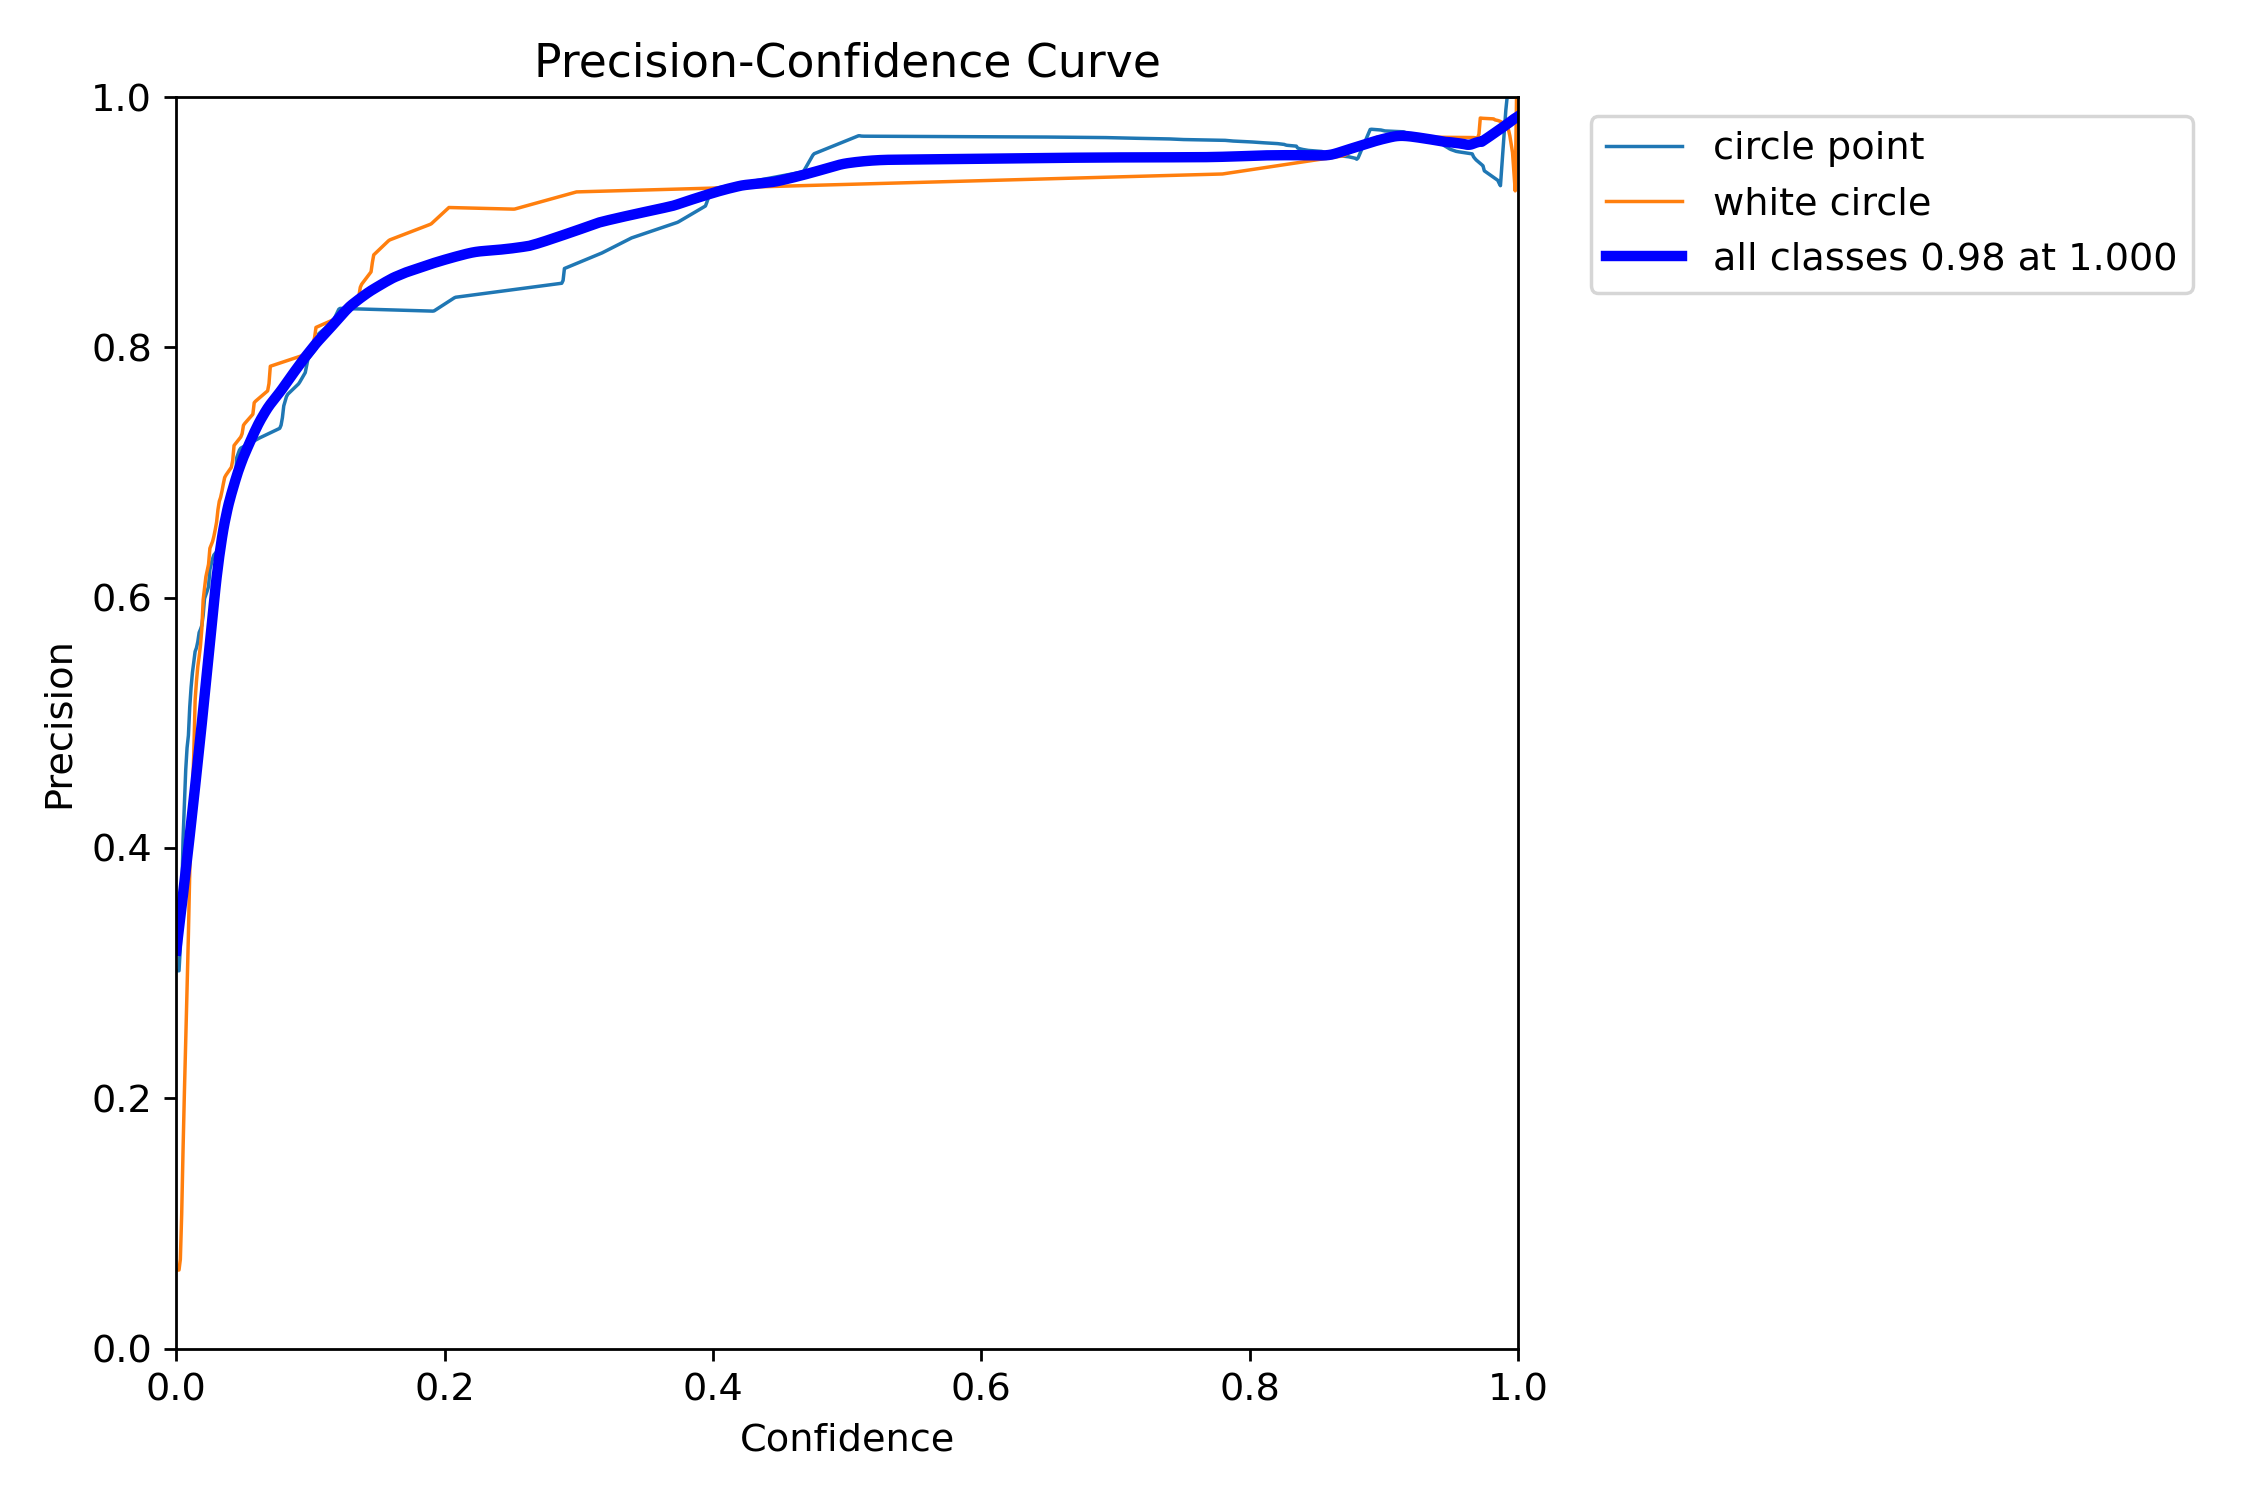 Precision-Confidence Curve
1.0
0.8
0.6
0.4
0.2
0.0
Precision
0.0 0.2 0.4 0.6 0.8 1.0
Confidence
circle point
white circle
all classes 0.98 at 1.000